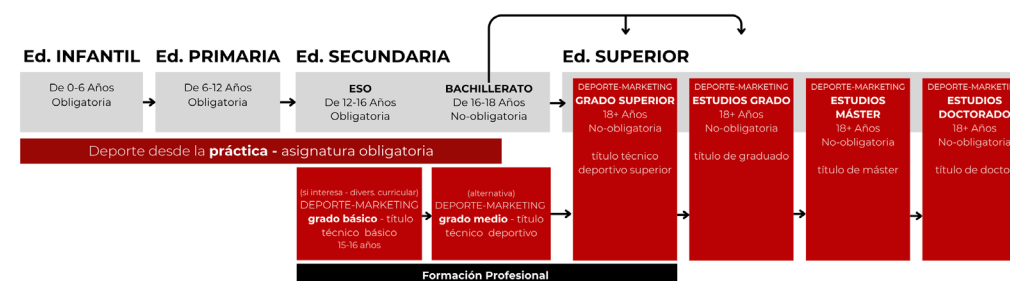 Ed. INFANTIL
De 0-6 Años
Obligatoria
Ed. PRIMARIA
De 6-12 Años
Obligatoria
Ed. SECUNDARIA
ESO
De 12-16 Años
Obligatoria
BACHILLERATO
De 16-18 Años
No-obligatoria
Ed. SUPERIOR
DEPORTE-MARKETING
GRADO SUPERIOR
18+ Años
No-obligatoria
título técnico
deportivo superior
DEPORTE-MARKETING
ESTUDIOS GRADO
18+ Años
No-obligatoria
título de graduado
DEPORTE-MARKETING
ESTUDIOS
MÁSTER
18+ Años
No-obligatoria
título de máster
DEPORTE-MARKETI
ESTUDIOS
DOCTORADO
18+ Años
No-obligatoria
título de docto
Deporte desde la práctica - asignatura obligatoria
(si interesa - divers. curricular)
DEPORTE-MARKETING
grado básico - título
técnico básico
15-16 años
(alternativa)
DEPORTE-MARKETING
grado medio - título
técnico deportivo
Formación Profesional